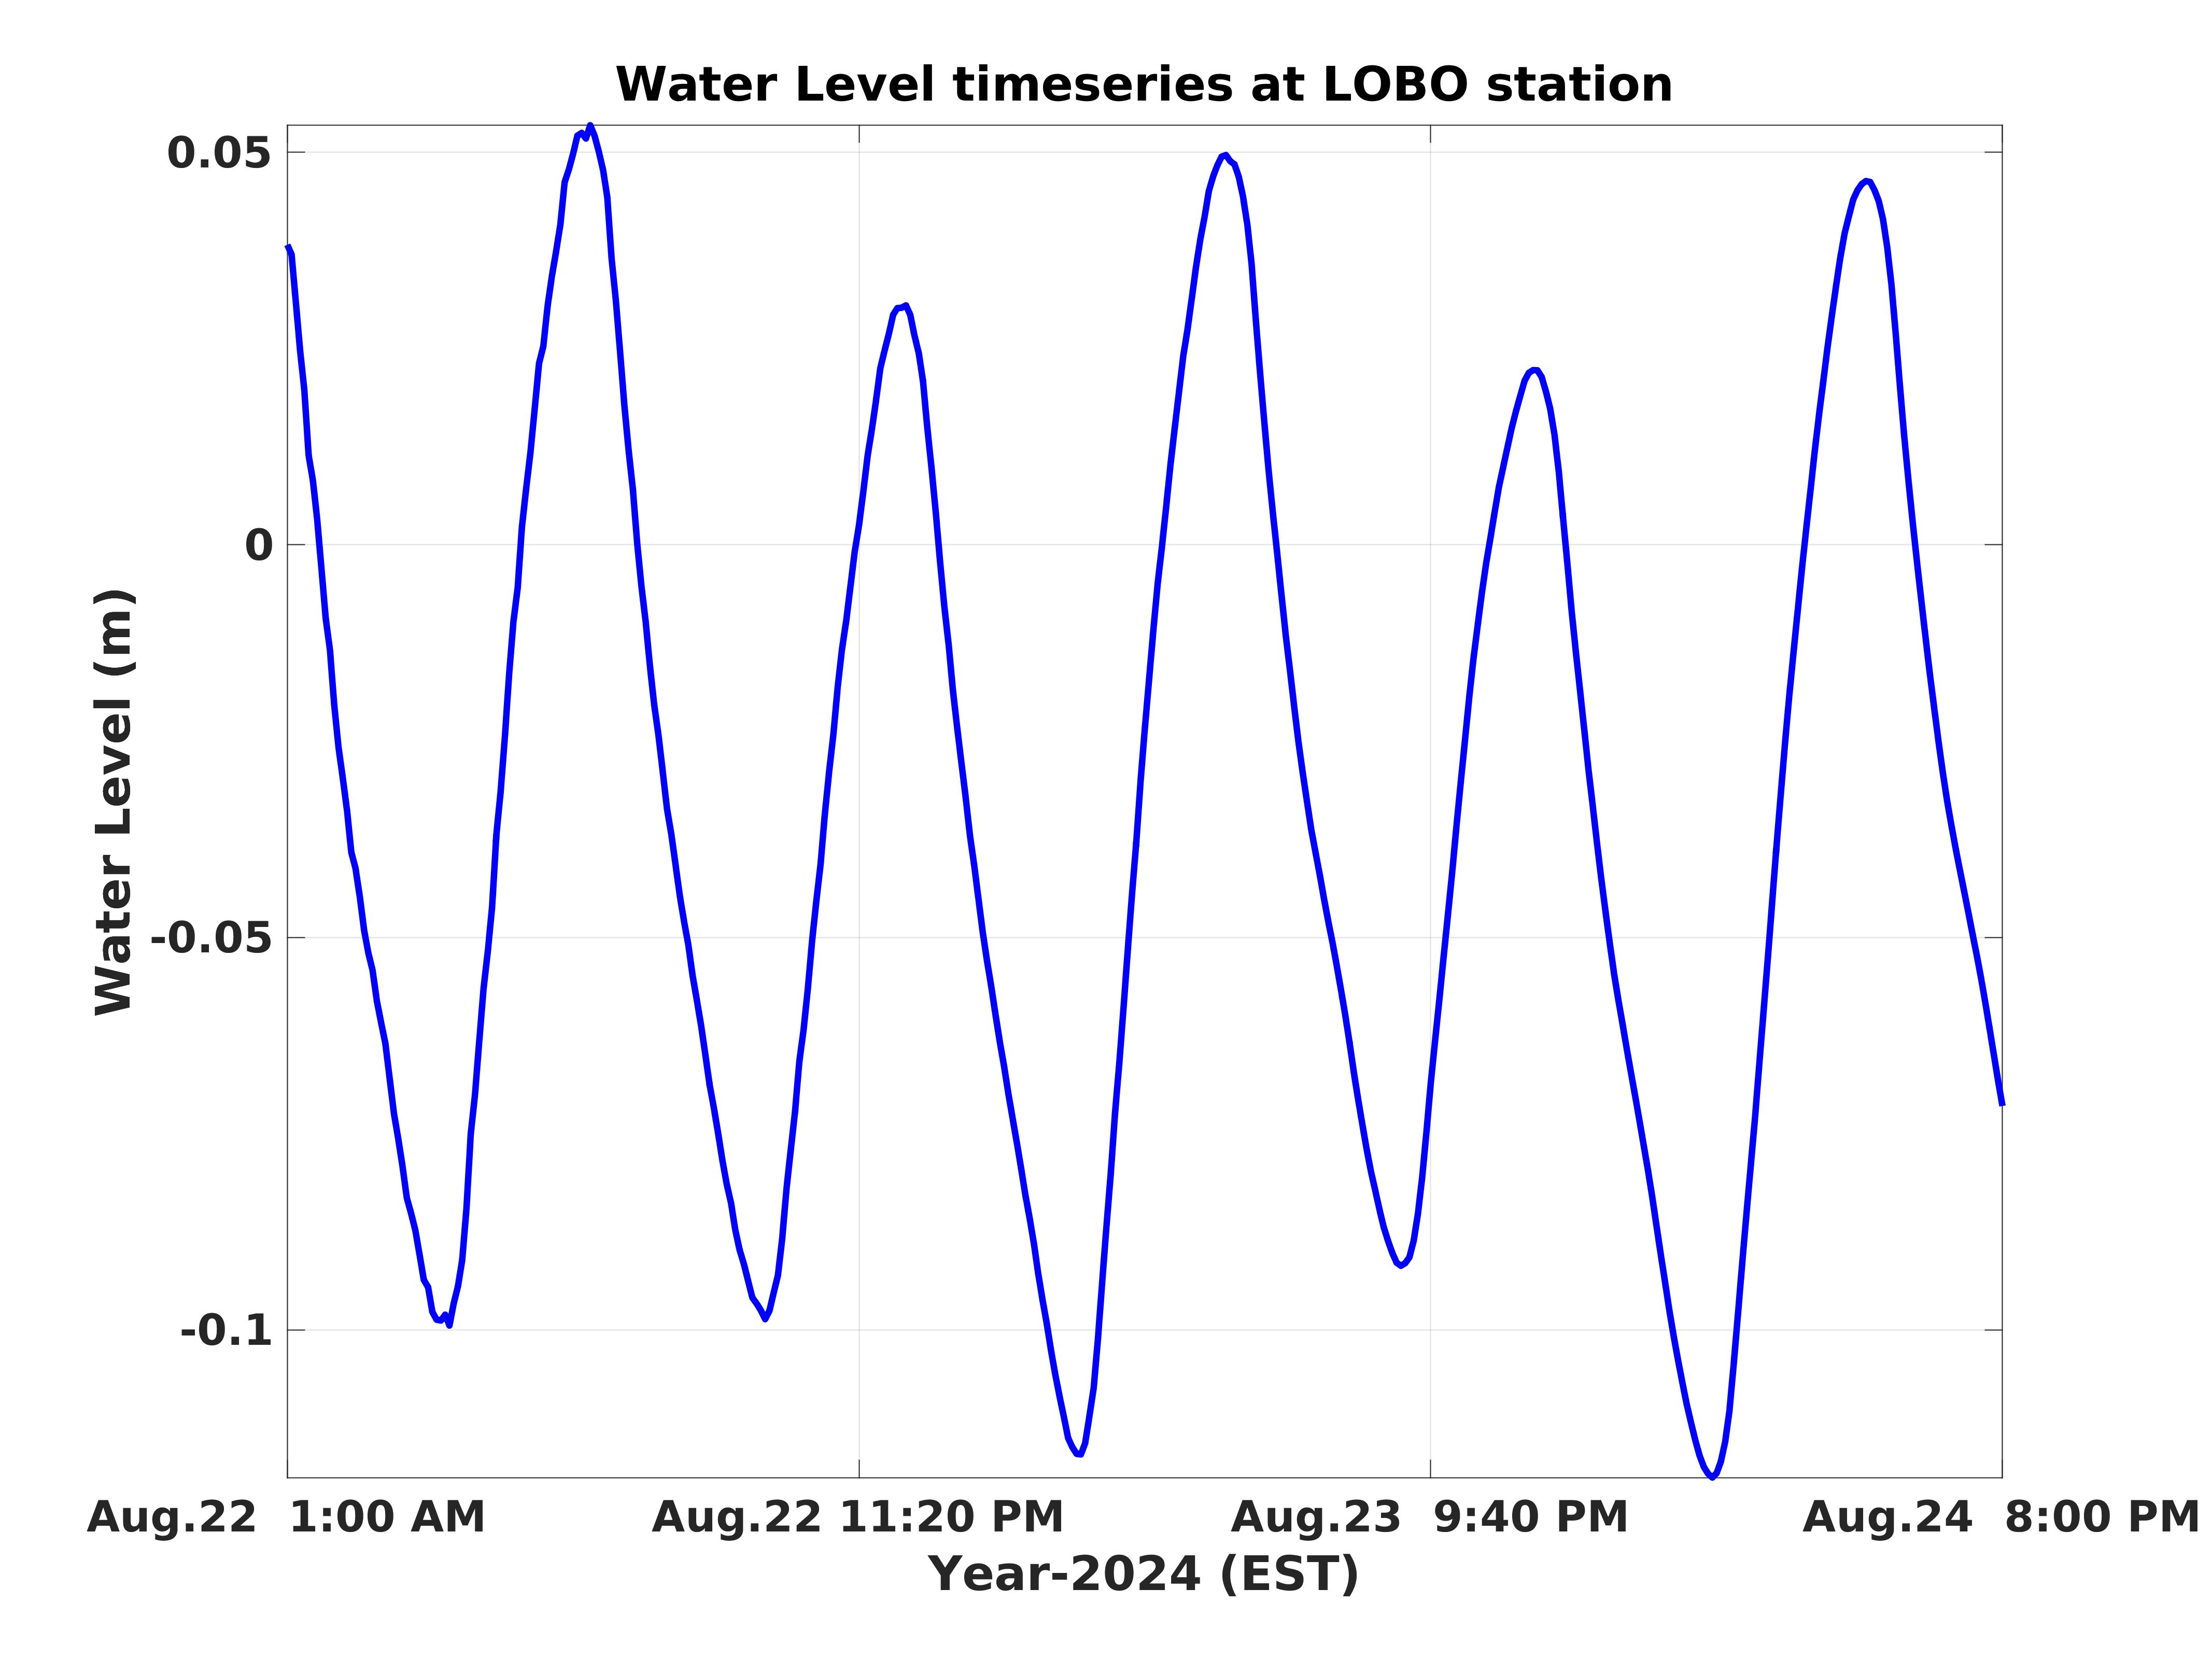 Water Level timeseries at LOBO station
0.05
0
-0.05
-0.1
Water Level (m)
Aug.22  1:00 AM
Aug.22 11:20 PM
Aug.23  9:40 PM
Aug.24  8:00 PM
Year-2024 (EST)